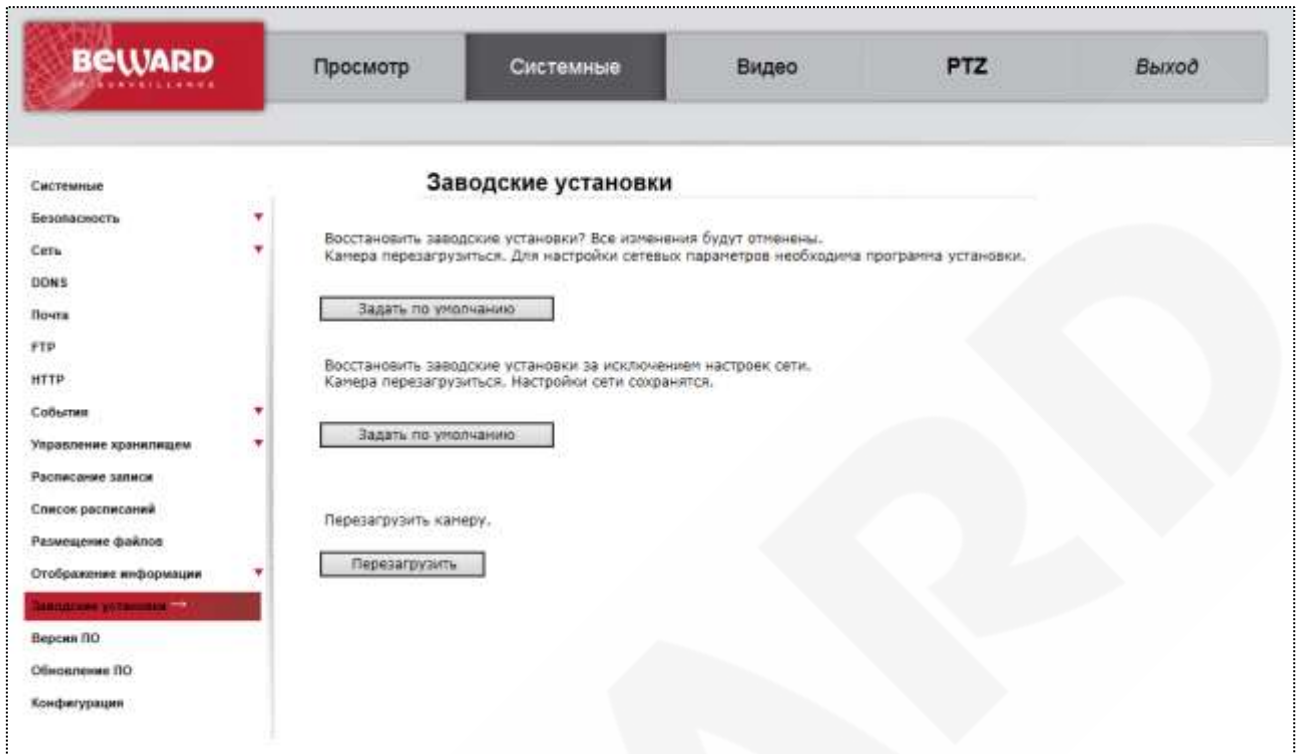 BEWARD
IP SURVEILLANCE
Просмотр
Системные
Видео
PTZ
Выход
Системные
Безопасность
Сеть
DDNS
Почта
FTP
HTTP
События
Управление хранилищем
Расписание записи
Список расписаний
Размещение файлов
Отображение информации
Заводские установки →
Версия ПО
Обновление ПО
Конфигурация
Заводские установки
Восстановить заводские установки? Все изменения будут отменены.
Камера перезагрузиться. Для настройки сетевых параметров необходима программа установки.
Задать по умолчанию
Восстановить заводские установки за исключением настроек сети.
Камера перезагрузиться. Настройки сети сохранятся.
Задать по умолчанию
Перезагрузить камеру.
Перезагрузить
ARD